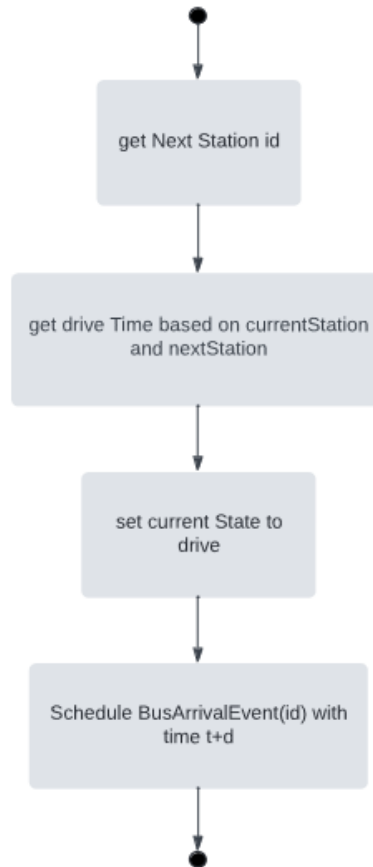 get Next Station id
get drive Time based on currentStation
and nextStation
set current State to
drive
Schedule BusArrivalEvent(id) with
time t+d